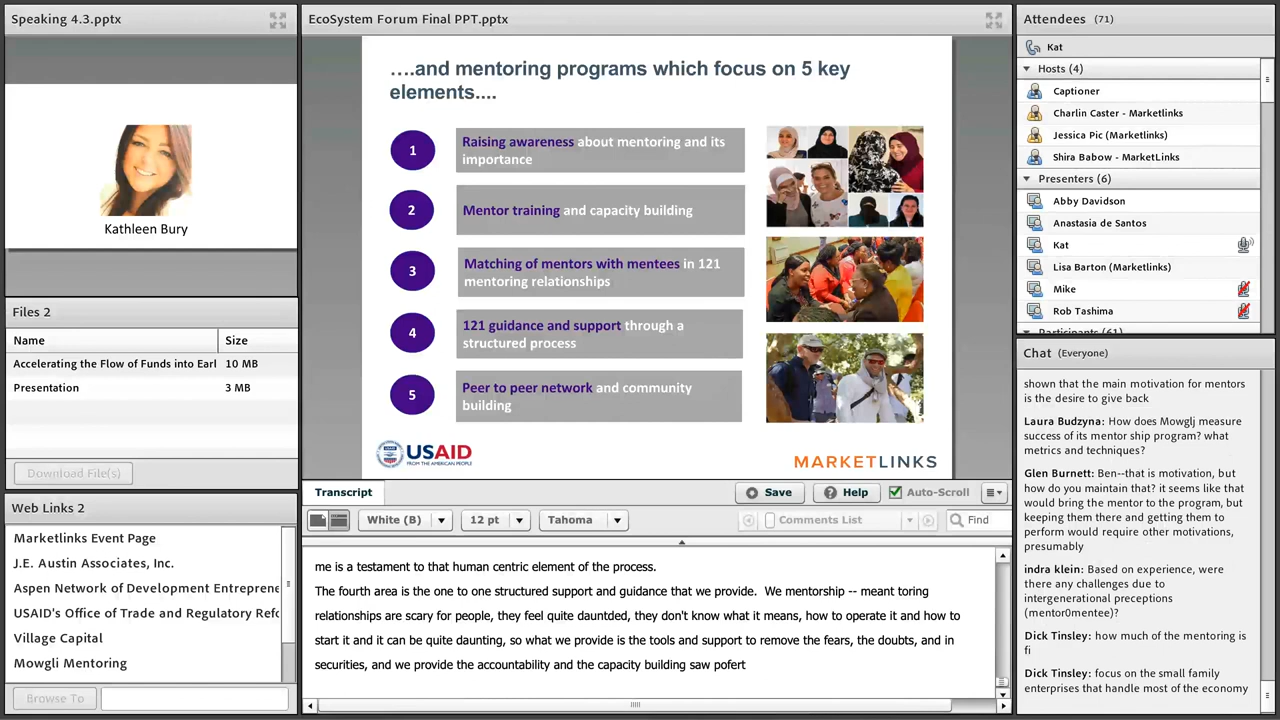 Speaking 4.3.pptx
Kathleen Bury
Files 2
Name Size
Accelerating the Flow of Funds into Earl 10 MB
Presentation 3 MB
Download File(s)
Web Links 2
Marketlinks Event Page
J.E. Austin Associates, Inc.
Aspen Network of Development Entreprene
USAID's Office of Trade and Regulatory Refo
Village Capital
Mowgli Mentoring
Browse To
EcoSystem Forum Final PPT.pptx
....and mentoring programs which focus on 5 key
elements....
1
Raising awareness about mentoring and its
importance
2
Mentor training and capacity building
3
Matching of mentors with mentees in 121
mentoring relationships
4
121 guidance and support through a
structured process
5
Peer to peer network and community
building
USAID
FROM THE AMERICAN PEOPLE
MARKETLINKS
Transcript Save Help Auto-Scroll
White (B) 12 pt Tahoma Comments List Find
me is a testament to that human centric element of the process.
The fourth area is the one to one structured support and guidance that we provide.  We mentorship -- meant toring
relationships are scary for people, they feel quite dauntded, they don't know what it means, how to operate it and how to
start it and it can be quite daunting, so what we provide is the tools and support to remove the fears, the doubts, and in
securities, and we provide the accountability and the capacity building saw pofert
Attendees (71)
Kat
Hosts (4)
Captioner
Charlin Caster - Marketlinks
Jessica Pic (Marketlinks)
Shira Babow - MarketLinks
Presenters (6)
Abby Davidson
Anastasia de Santos
Kat
Lisa Barton (Marketlinks)
Mike
Rob Tashima
Participants (61)
Chat (Everyone)
shown that the main motivation for mentors
is the desire to give back
Laura Budzyna: How does Mowglj measure
success of its mentor ship program? what
metrics and techniques?
Glen Burnett: Ben--that is motivation, but
how do you maintain that? it seems like that
would bring the mentor to the program, but
keeping them there and getting them to
perform would require other motivations,
presumably
indra klein: Based on experience, were
there any challenges due to
intergenerational preceptions
(mentor0mentee)?
Dick Tinsley: how much of the mentoring is
fi
Dick Tinsley: focus on the small family
enterprises that handle most of the economy